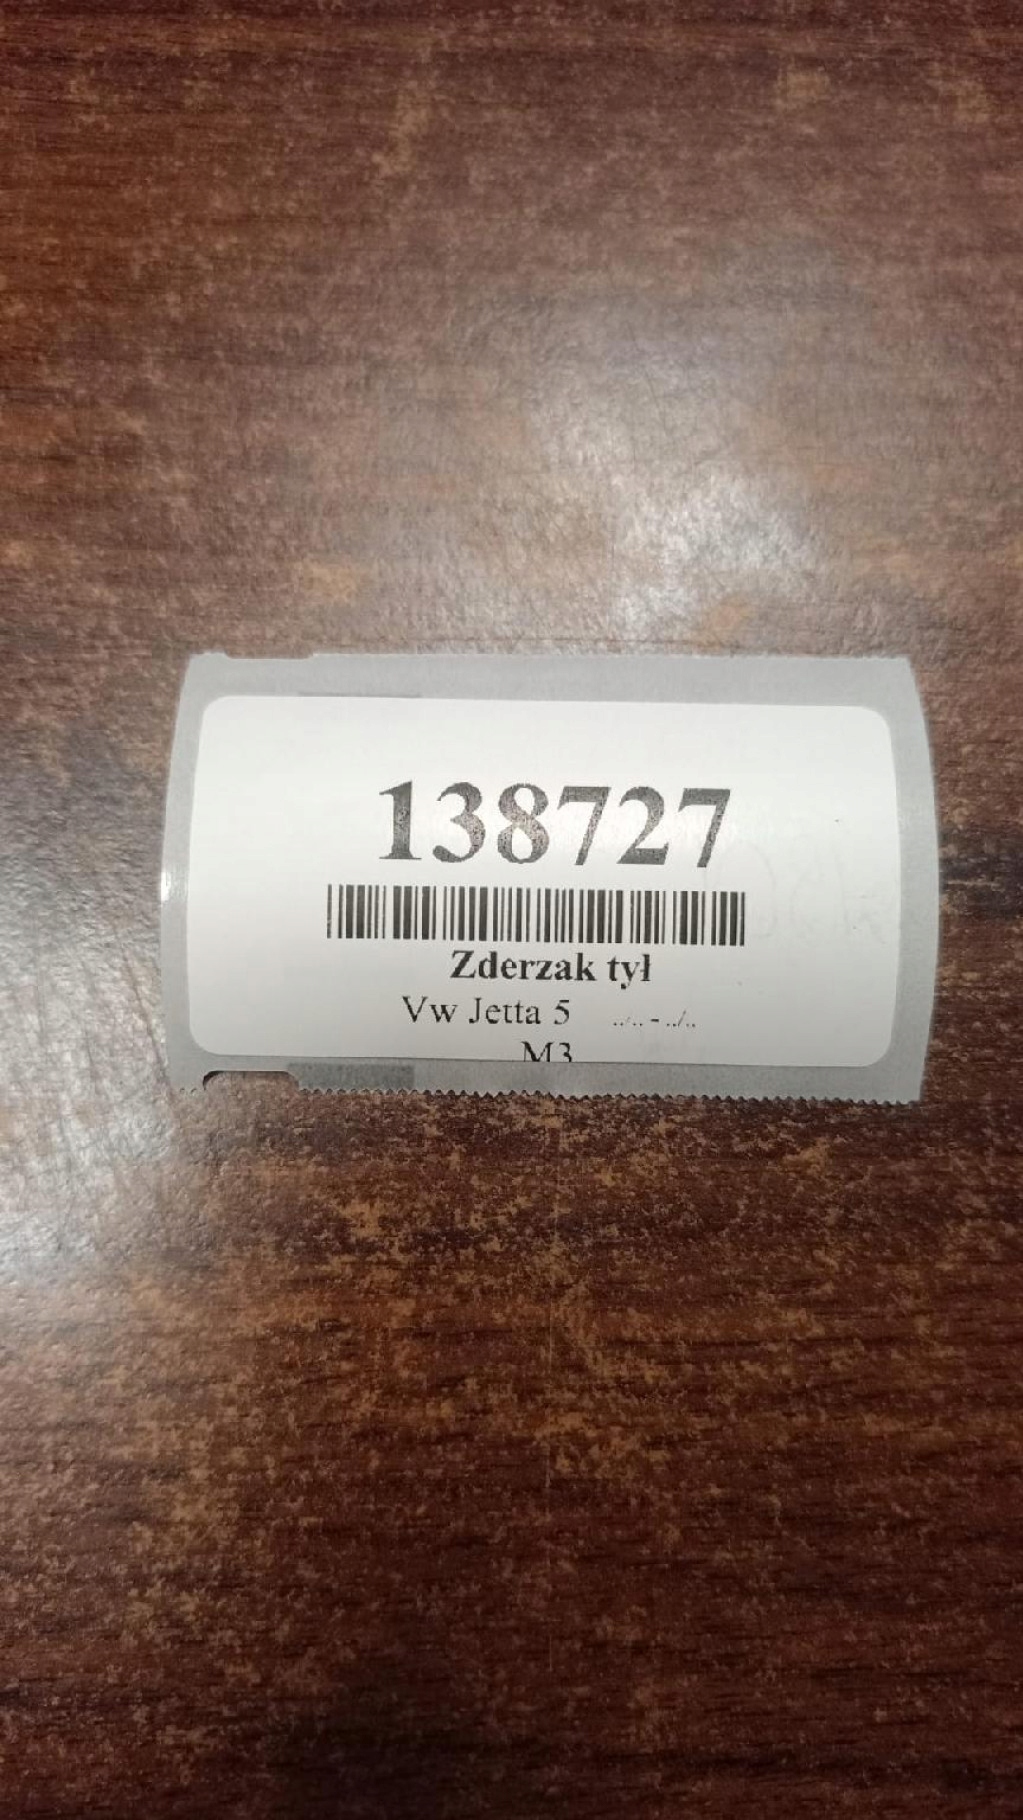 138727
Zderzak tył
Vw Jetta 5 ../.. - ../..
M3